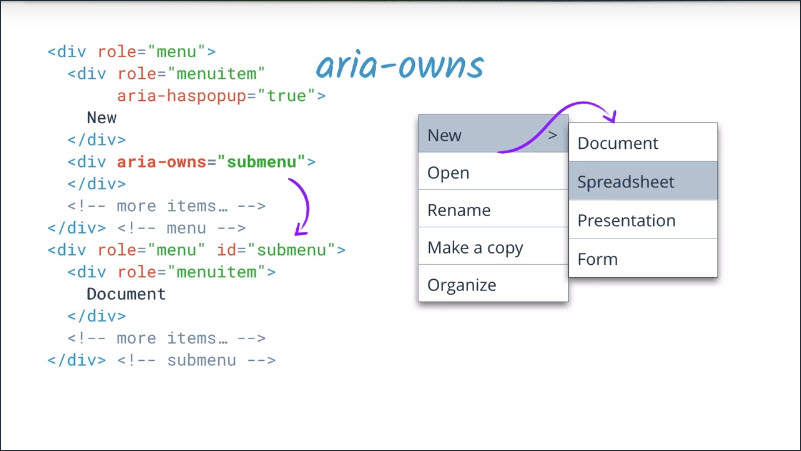 aria-owns
<div role="menu">
<div role="menuitem"
aria-haspopup="true">
New
</div>
<div aria-owns="submenu">
</div>
<!-- more items… -->
</div> <!-- menu -->
<div role="menu" id="submenu">
<div role="menuitem">
Document
</div>
<!-- more items… -->
</div> <!-- submenu -->
New >
Open
Rename
Make a copy
Organize
Document
Spreadsheet
Presentation
Form